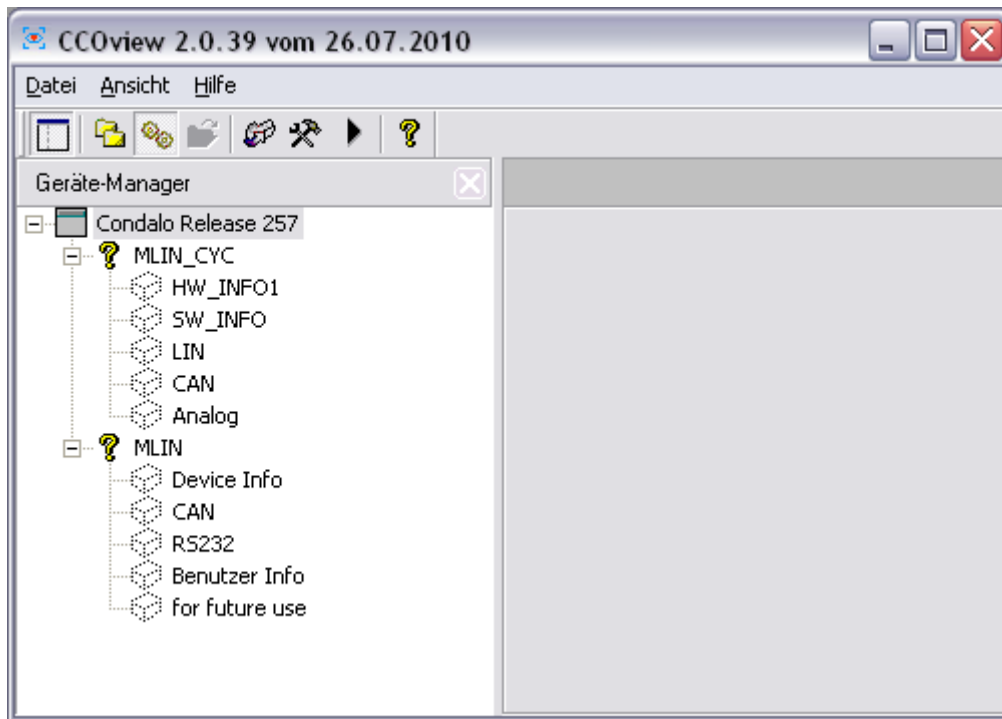 CCOview 2.0.39 vom 26.07.2010
Datei Ansicht Hilfe
Geräte-Manager
Condalo Release 257
MLIN_CYC
HW_INFO1
SW_INFO
LIN
CAN
Analog
MLIN
Device Info
CAN
RS232
Benutzer Info
for future use